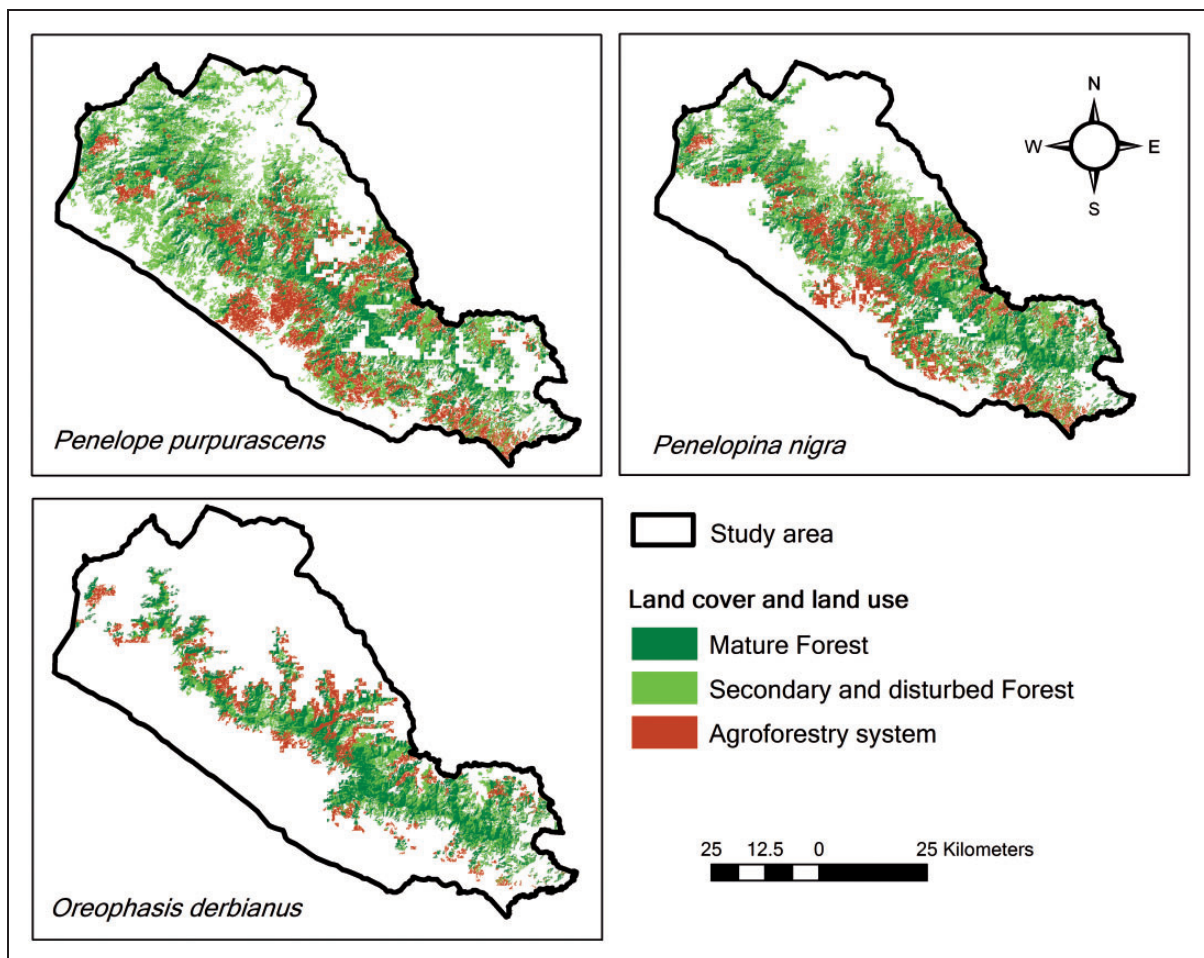 N
W E
S
Penelope purpurascens
Penelopina nigra
Study area
Land cover and land use
Mature Forest
Secondary and disturbed Forest
Agroforestry system
25 12.5 0 25 Kilometers
Oreophasis derbianus